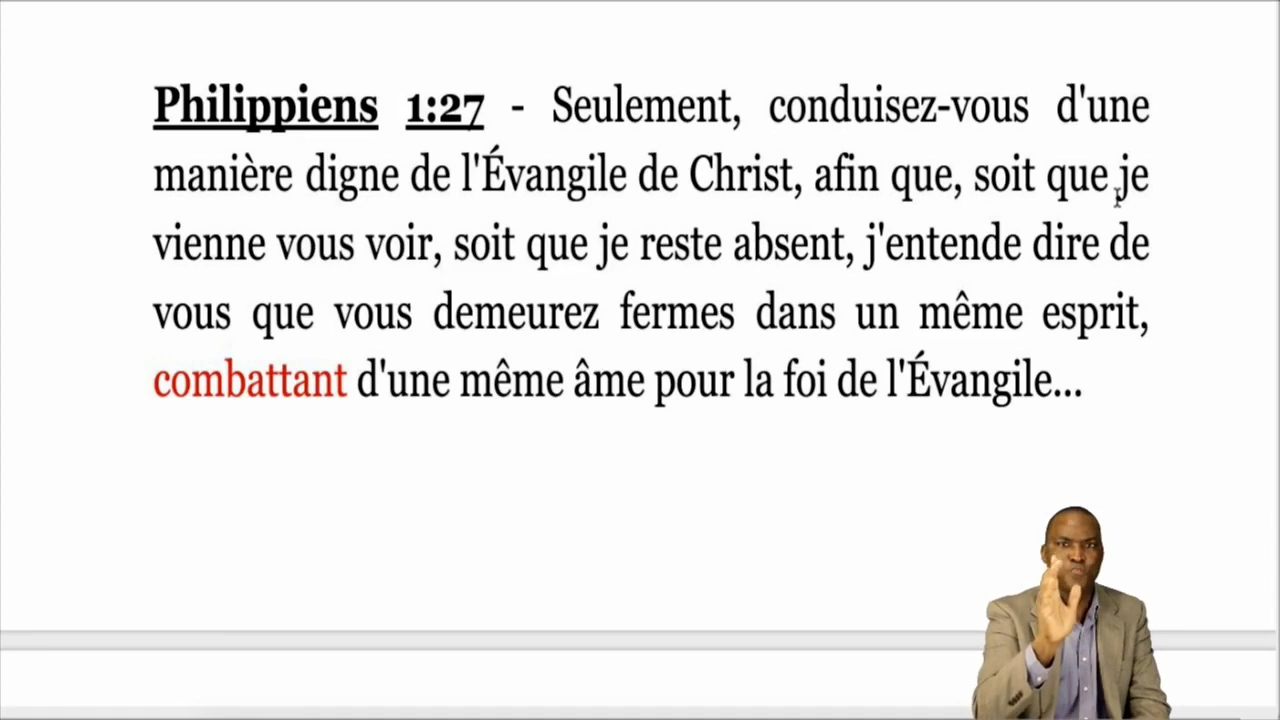 Philippiens 1:27 - Seulement, conduisez-vous d'une
manière digne de l'Évangile de Christ, afin que, soit que je
vienne vous voir, soit que je reste absent, j'entende dire de
vous que vous demeurez fermes dans un même esprit,
combattant d'une même âme pour la foi de l'Évangile...